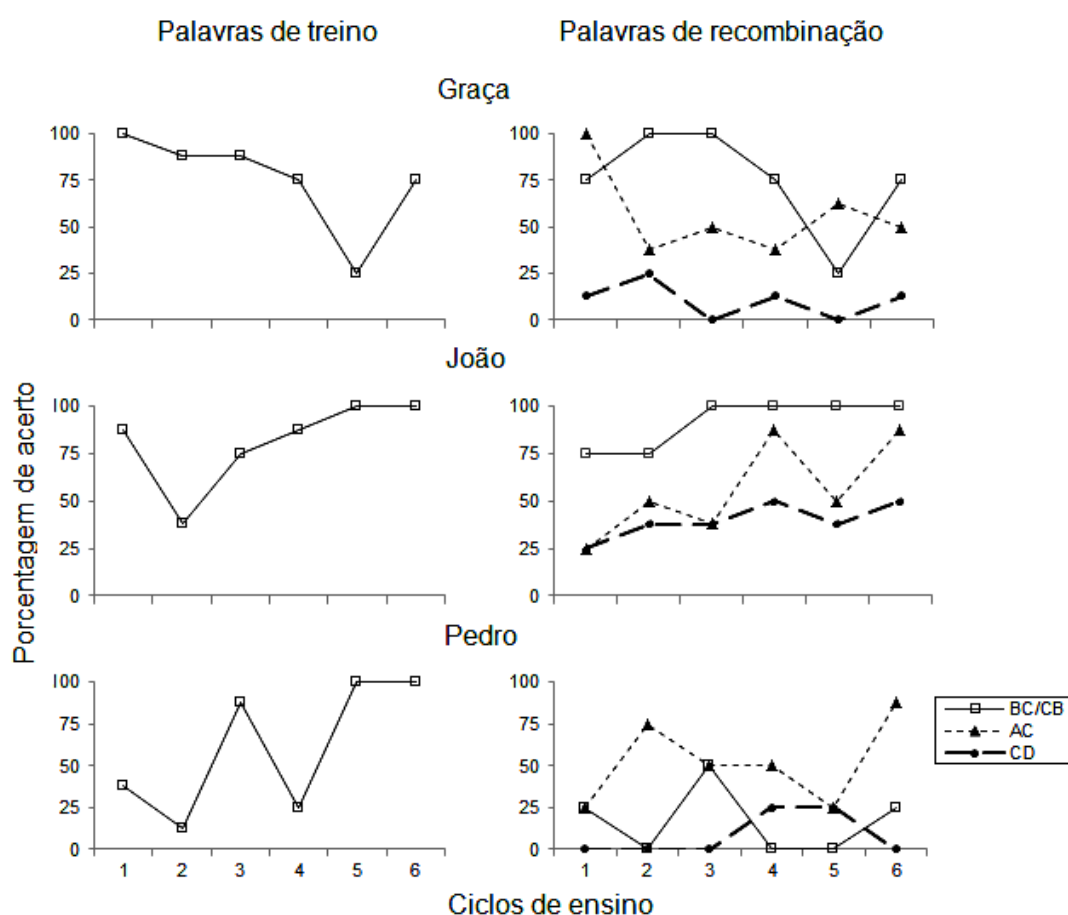 Palavras de treino
Palavras de recombinação
Graça
100
75
50
25
0
100
75
50
25
0
João
Porcentagem de acerto
100
75
50
25
0
100
75
50
25
0
Pedro
100
75
50
25
0
1 2 3 4 5 6
100
75
50
25
0
1 2 3 4 5 6
BC/CB
AC
CD
Ciclos de ensino